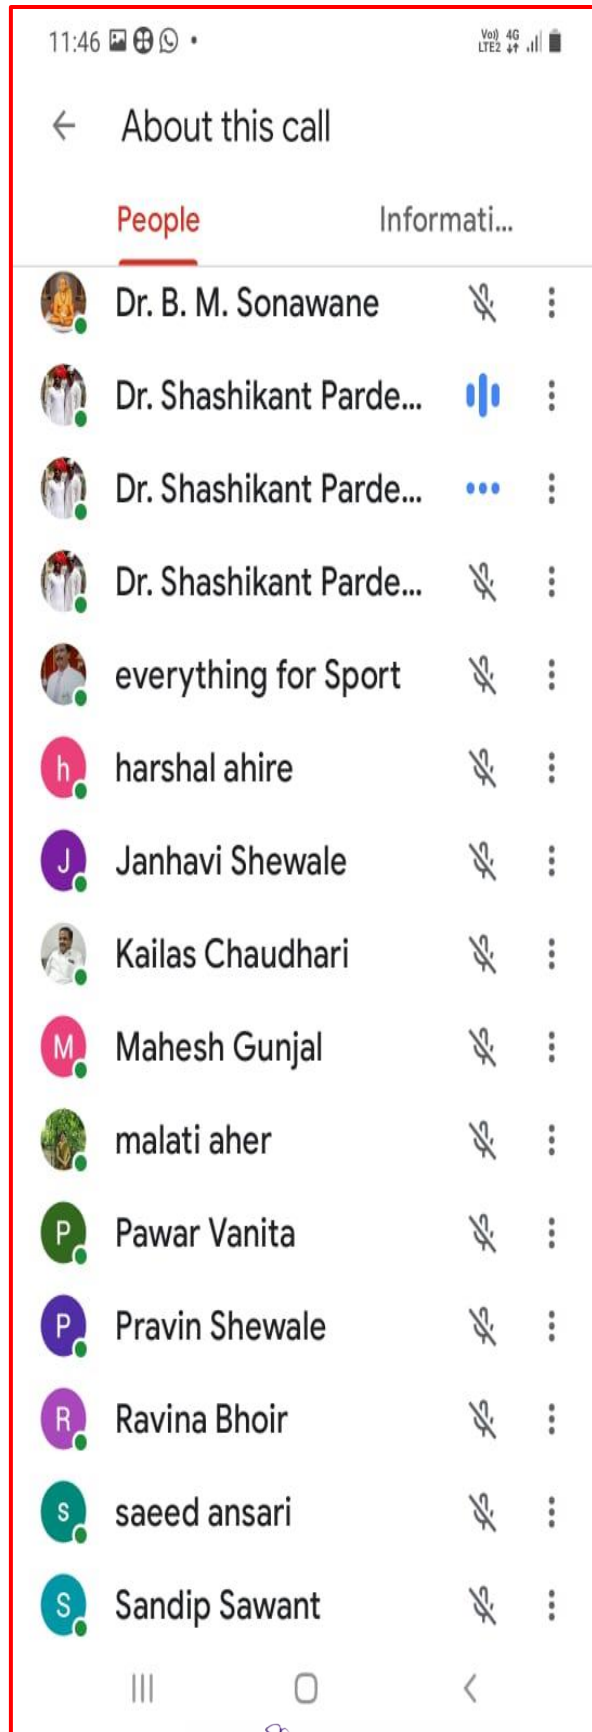 11:46
Vo)) 4G
LTE2
About this call
People
Informati...
Dr. B. M. Sonawane
Dr. Shashikant Parde...
Dr. Shashikant Parde...
Dr. Shashikant Parde...
everything for Sport
h harshal ahire
J Janhavi Shewale
Kailas Chaudhari
M Mahesh Gunjal
malati aher
P Pawar Vanita
P Pravin Shewale
R Ravina Bhoir
s saeed ansari
S Sandip Sawant